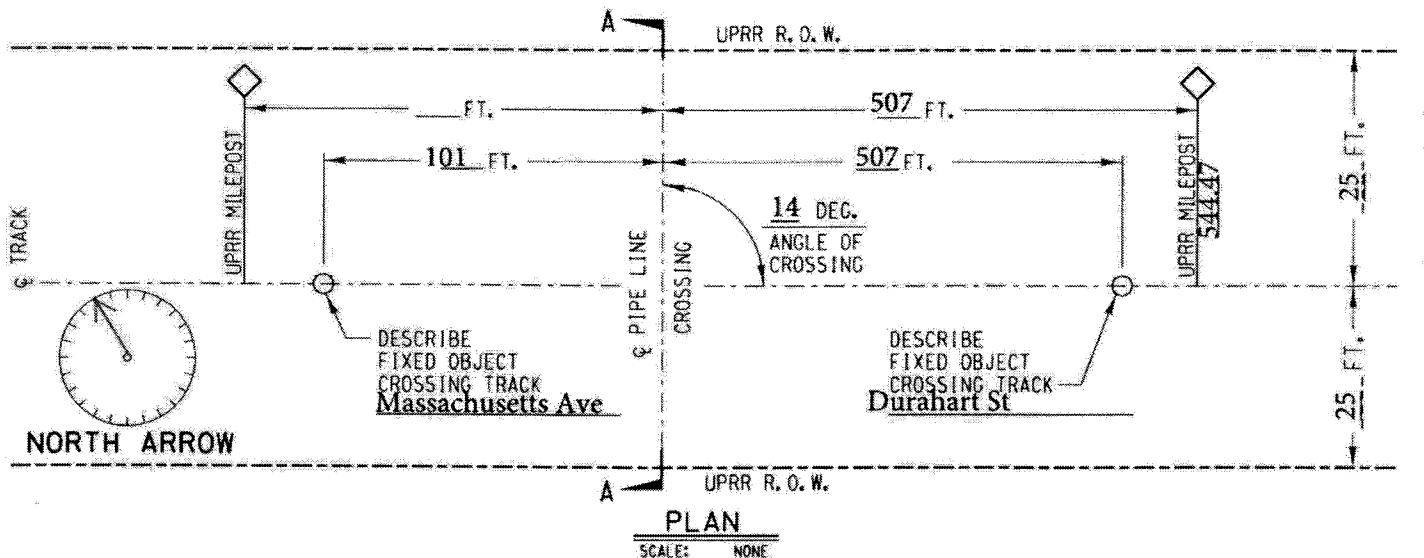 A
UPRR R.O.W.
___FT.
507 FT.
101 FT.
507 FT.
UPRR MILEPOST
UPRR MILEPOST
544.47
25 FT.
14 DEG.
ANGLE OF
CROSSING
℄ TRACK
℄ PIPE LINE
CROSSING
DESCRIBE
FIXED OBJECT
CROSSING TRACK
Massachusetts Ave
DESCRIBE
FIXED OBJECT
CROSSING TRACK
Durahart St
25 FT.
NORTH ARROW
A
UPRR R.O.W.
PLAN
SCALE: NONE